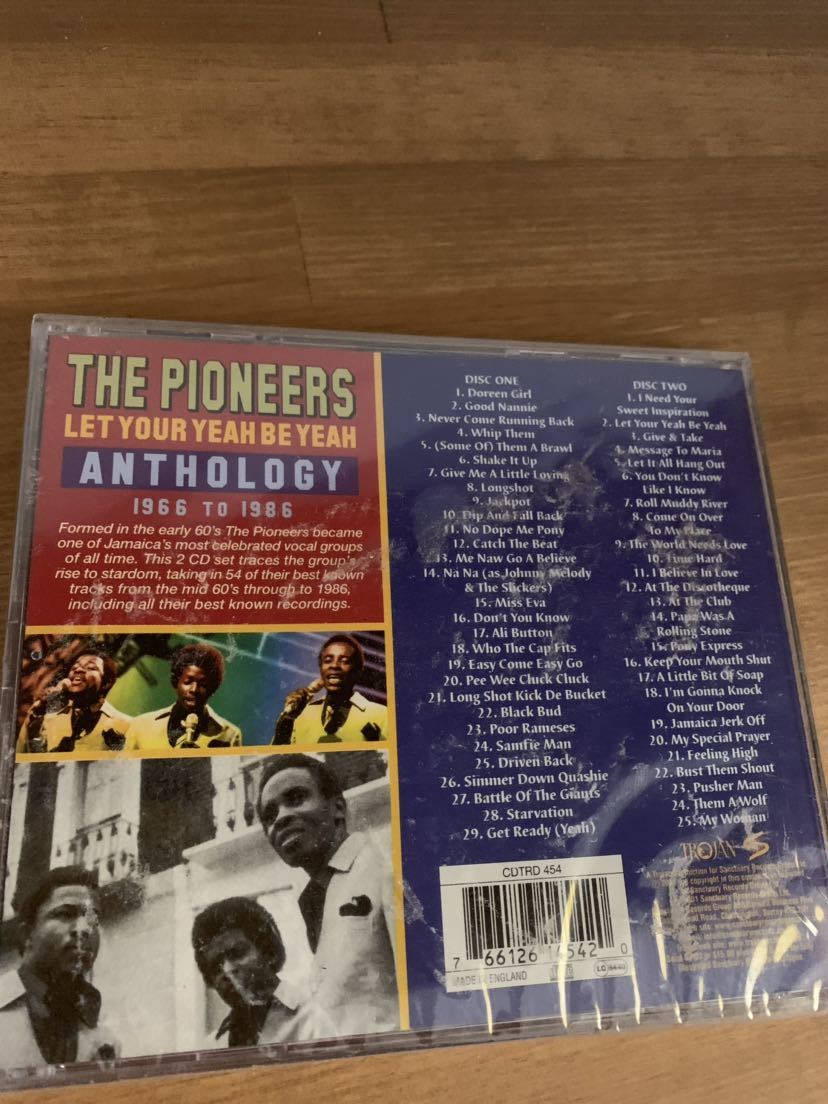 THE PIONEERS
LET YOUR YEAH BE YEAH
ANTHOLOGY
1966 TO 1986
Formed in the early 60's The Pioneers became
one of Jamaica's most celebrated vocal groups
of all time. This 2 CD set traces the group's
rise to stardom, taking in 54 of their best known
tracks from the mid 60's through to 1986,
including all their best known recordings.
DISC ONE
1. Doreen Girl
2. Good Nannie
3. Never Come Running Back
4. Whip Them
5. (Some Of) Them A Brawl
6. Shake It Up
7. Give Me A Little Loving
8. Longshot
9. Jackpot
10. Dip And Fall Back
11. No Dope Me Pony
12. Catch The Beat
13. Me Naw Go A Believe
14. Na Na (as Johnny Melody
& The Slickers)
15. Miss Eva
16. Don't You Know
17. Ali Button
18. Who The Cap Fits
19. Easy Come Easy Go
20. Pee Wee Cluck Cluck
21. Long Shot Kick De Bucket
22. Black Bud
23. Poor Rameses
24. Samfie Man
25. Driven Back
26. Simmer Down Quashie
27. Battle Of The Giants
28. Starvation
29. Get Ready (Yeah)
DISC TWO
1. I Need Your
Sweet Inspiration
2. Let Your Yeah Be Yeah
3. Give & Take
4. Message To Maria
5. Let It All Hang Out
6. You Don't Know
Like I Know
7. Roll Muddy River
8. Come On Over
To My Place
9. The World Needs Love
10. Time Hard
11. I Believe In Love
12. At The Discotheque
13. At The Club
14. Papa Was A
Rolling Stone
15. Pony Express
16. Keep Your Mouth Shut
17. A Little Bit Of Soap
18. I'm Gonna Knock
On Your Door
19. Jamaica Jerk Off
20. My Special Prayer
21. Feeling High
22. Bust Them Shout
23. Pusher Man
24. Them A Wolf
25. My Woman
TROJAN
CDTRD 454
7 66126 14542 0
MADE IN ENGLAND
LC